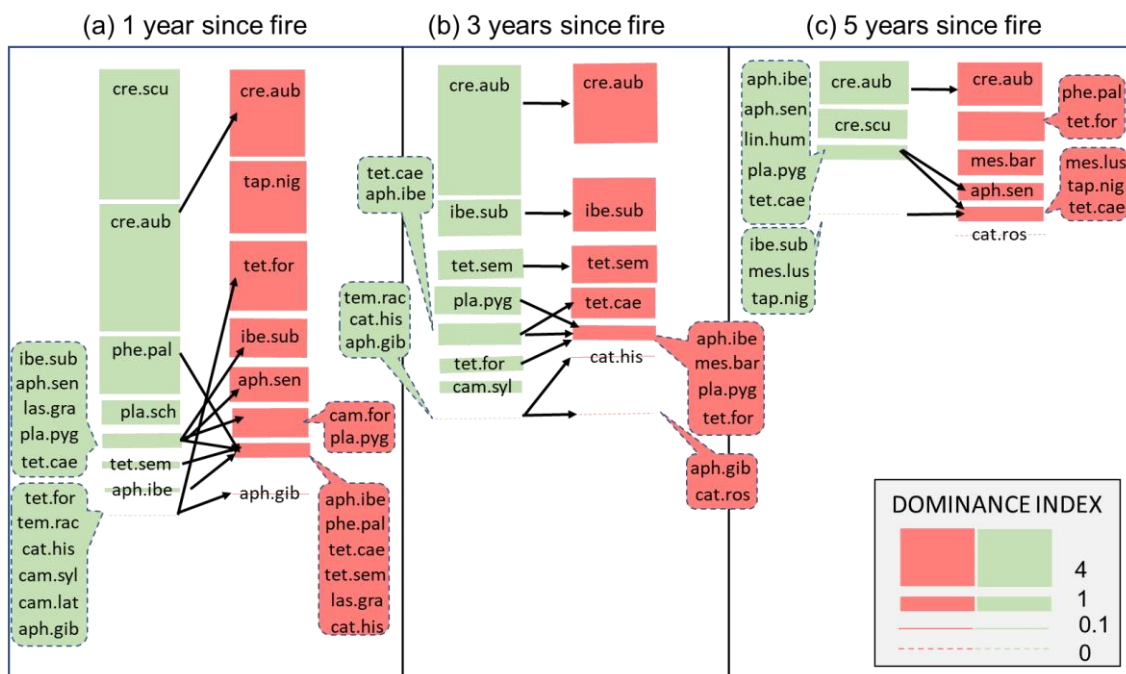 (a) 1 year since fire
cre.scu
cre.aub
phe.pal
pla.sch
tet.sem
aph.ibe
ibe.sub
aph.sen
las.gra
pla.pyg
tet.cae
tet.for
tem.rac
cat.his
cam.syl
cam.lat
aph.gib
cre.aub
tap.nig
tet.for
ibe.sub
aph.sen
aph.gib
cam.for
pla.pyg
aph.ibe
phe.pal
tet.cae
tet.sem
las.gra
cat.his
(b) 3 years since fire
cre.aub
ibe.sub
tet.sem
pla.pyg
tet.for
cam.syl
tet.cae
aph.ibe
tem.rac
cat.his
aph.gib
cre.aub
ibe.sub
tet.sem
tet.cae
cat.his
aph.ibe
mes.bar
pla.pyg
tet.for
aph.gib
cat.ros
(c) 5 years since fire
aph.ibe
aph.sen
lin.hum
pla.pyg
tet.cae
ibe.sub
mes.lus
tap.nig
cre.aub
cre.scu
cre.aub
mes.bar
aph.sen
cat.ros
phe.pal
tet.for
mes.lus
tap.nig
tet.cae
DOMINANCE INDEX
4
1
0.1
0